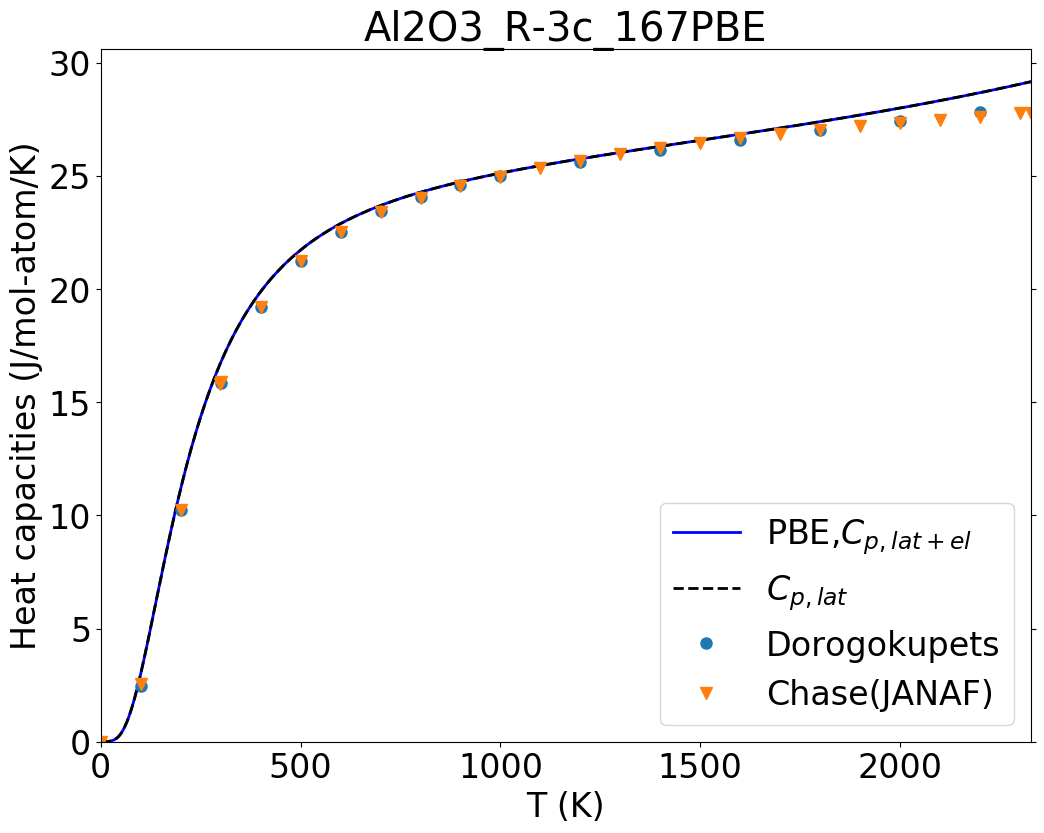 Al2O3_R-3c_167PBE
Heat capacities (J/mol-atom/K)
30
25
20
15
10
5
0
PBE,$C_{p,lat+el}$
$C_{p,lat}$
Dorogokupets
Chase(JANAF)
0 500 1000 1500 2000
T (K)